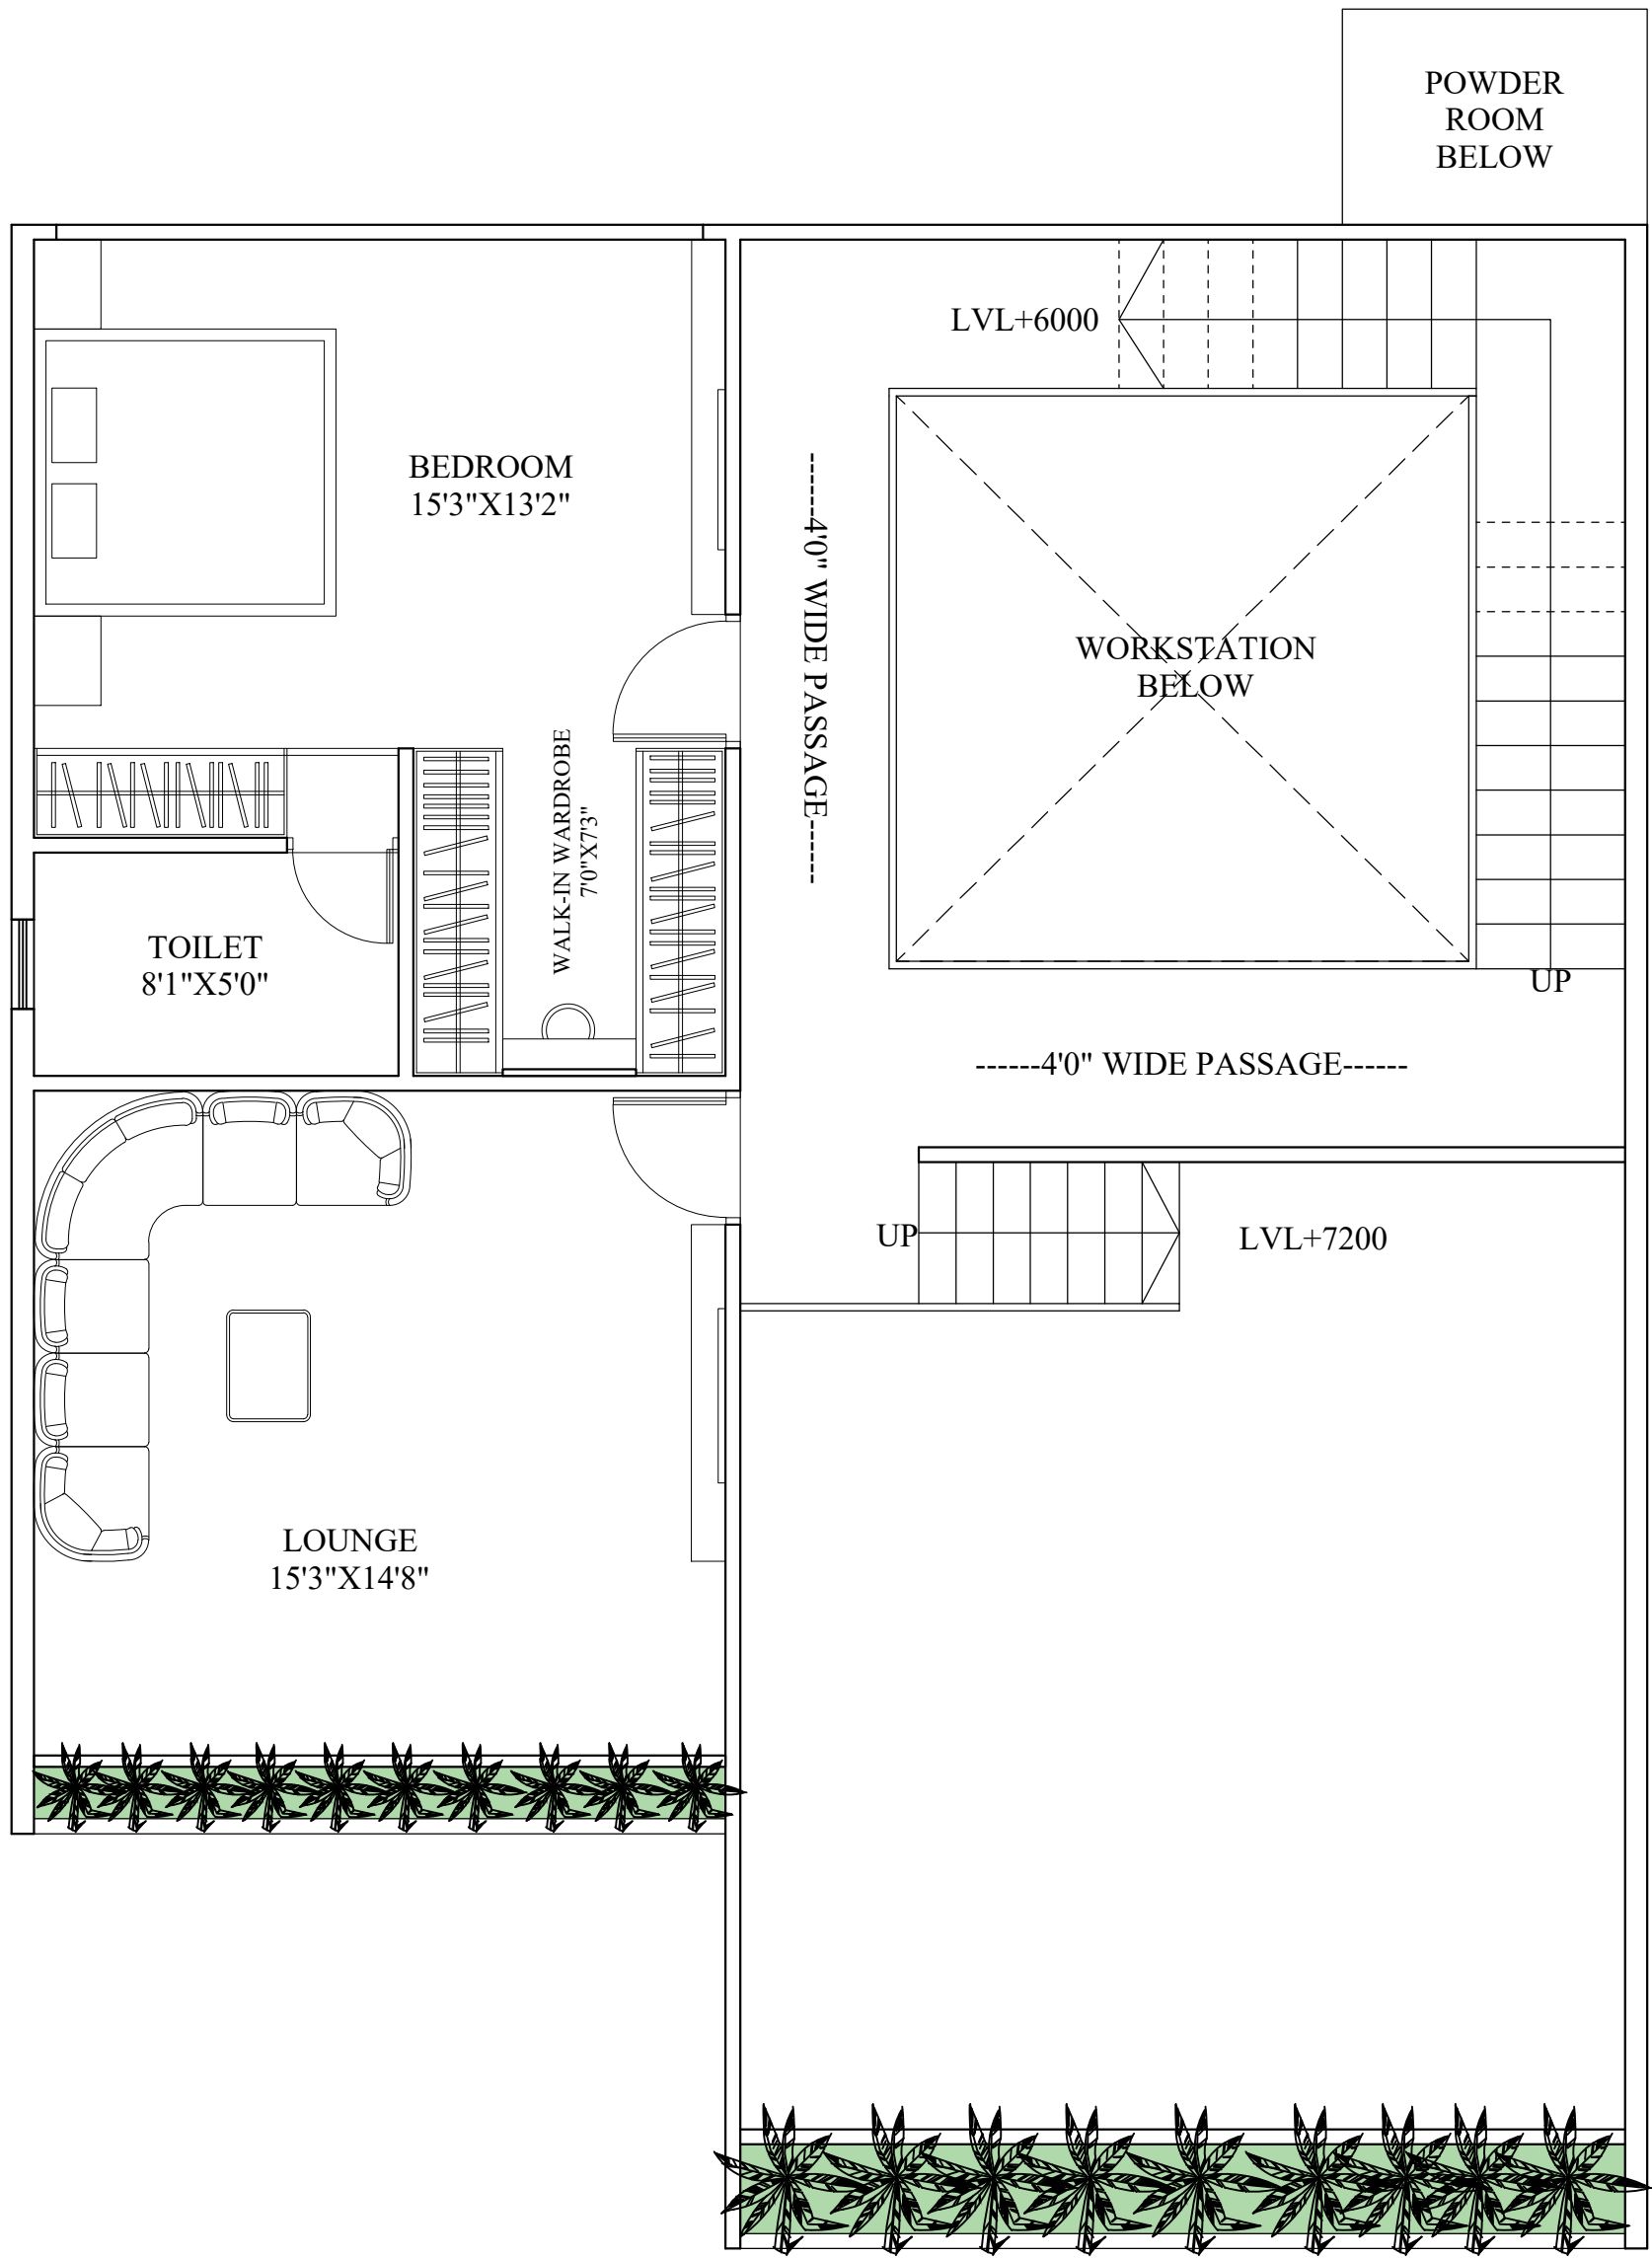 POWDER
ROOM
BELOW
LVL+6000
BEDROOM
15'3"X13'2"
------4'0" WIDE PASSAGE------
WORKSTATION
BELOW
WALK-IN WARDROBE
7'0"X7'3"
TOILET
8'1"X5'0"
UP
------4'0" WIDE PASSAGE------
UP
LVL+7200
LOUNGE
15'3"X14'8"